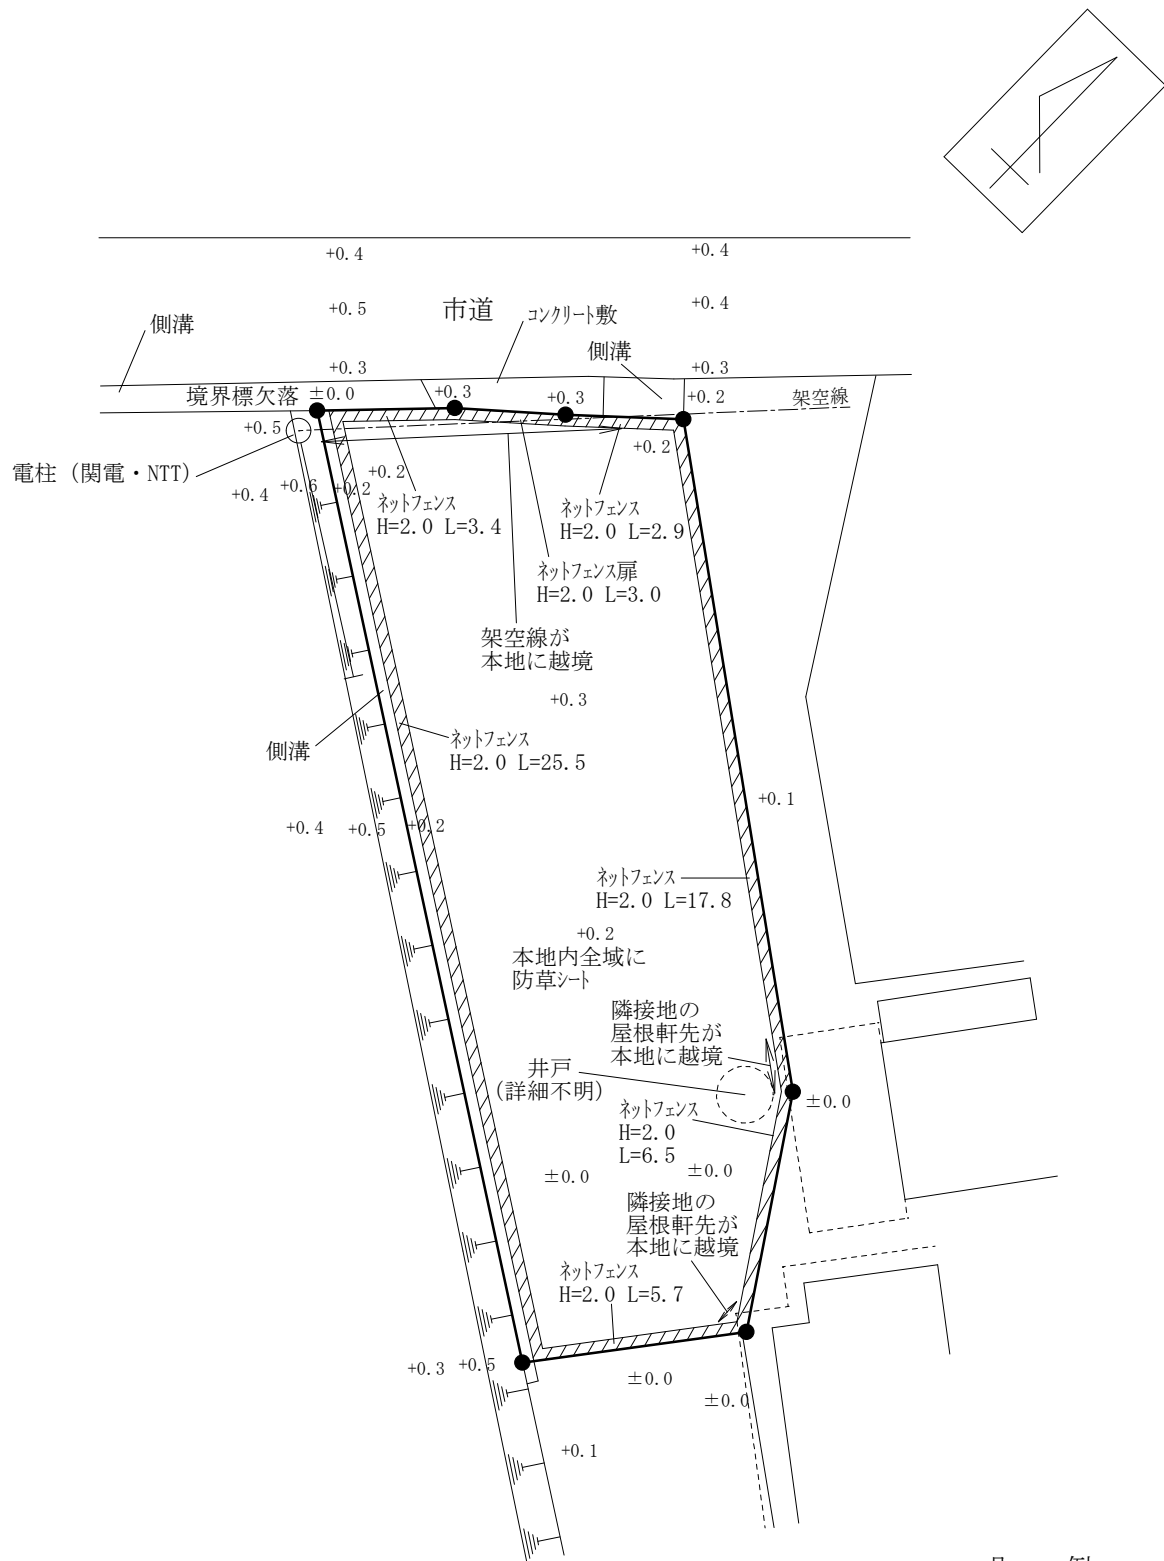 +0.4
+0.4
+0.5
市道
+0.4
側溝
コンクリート敷
側溝
+0.3
+0.3
境界標欠落
±0.0
+0.3
+0.3
+0.2
架空線
+0.5
+0.2
電柱（関電・NTT）
+0.4
+0.6
+0.2
+0.2
ネットフェンス
H=2.0 L=3.4
ネットフェンス
H=2.0 L=2.9
ネットフェンス扉
H=2.0 L=3.0
架空線が
本地に越境
+0.3
側溝
ネットフェンス
H=2.0 L=25.5
+0.1
+0.4
+0.5
+0.2
ネットフェンス
H=2.0 L=17.8
+0.2
本地内全域に
防草シート
隣接地の
屋根軒先が
本地に越境
井戸
(詳細不明)
ネットフェンス
H=2.0
L=6.5
±0.0
±0.0
±0.0
隣接地の
屋根軒先が
本地に越境
ネットフェンス
H=2.0 L=5.7
+0.3
+0.5
±0.0
±0.0
+0.1